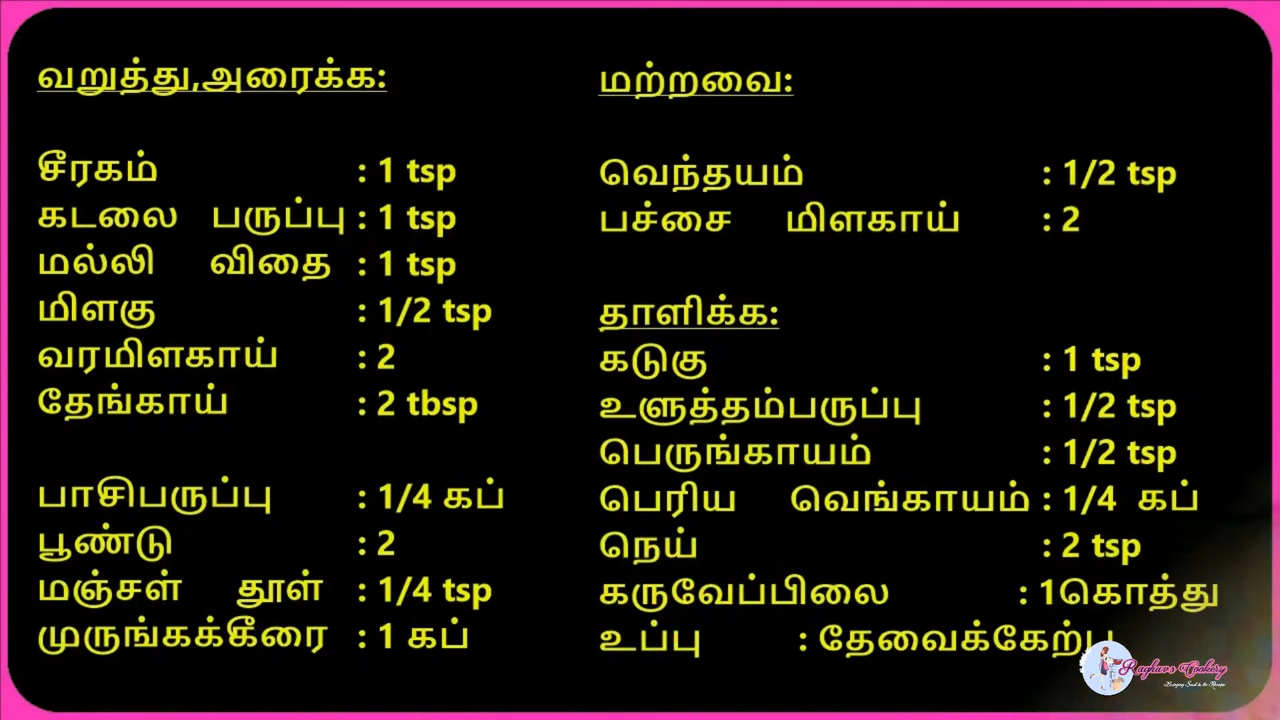 வறுத்து,அரைக்க:
சீரகம் : 1 tsp
கடலை பருப்பு : 1 tsp
மல்லி விதை : 1 tsp
மிளகு : 1/2 tsp
வரமிளகாய் : 2
தேங்காய் : 2 tbsp
பாசிபருப்பு : 1/4 கப்
பூண்டு : 2
மஞ்சள் தூள் : 1/4 tsp
முருங்கக்கீரை : 1 கப்
மற்றவை:
வெந்தயம் : 1/2 tsp
பச்சை மிளகாய் : 2
தாளிக்க:
கடுகு : 1 tsp
உளுத்தம்பருப்பு : 1/2 tsp
பெருங்காயம் : 1/2 tsp
பெரிய வெங்காயம் : 1/4 கப்
நெய் : 2 tsp
கருவேப்பிலை : 1கொத்து
உப்பு : தேவைக்கேற்ப
Raghav's Cookery